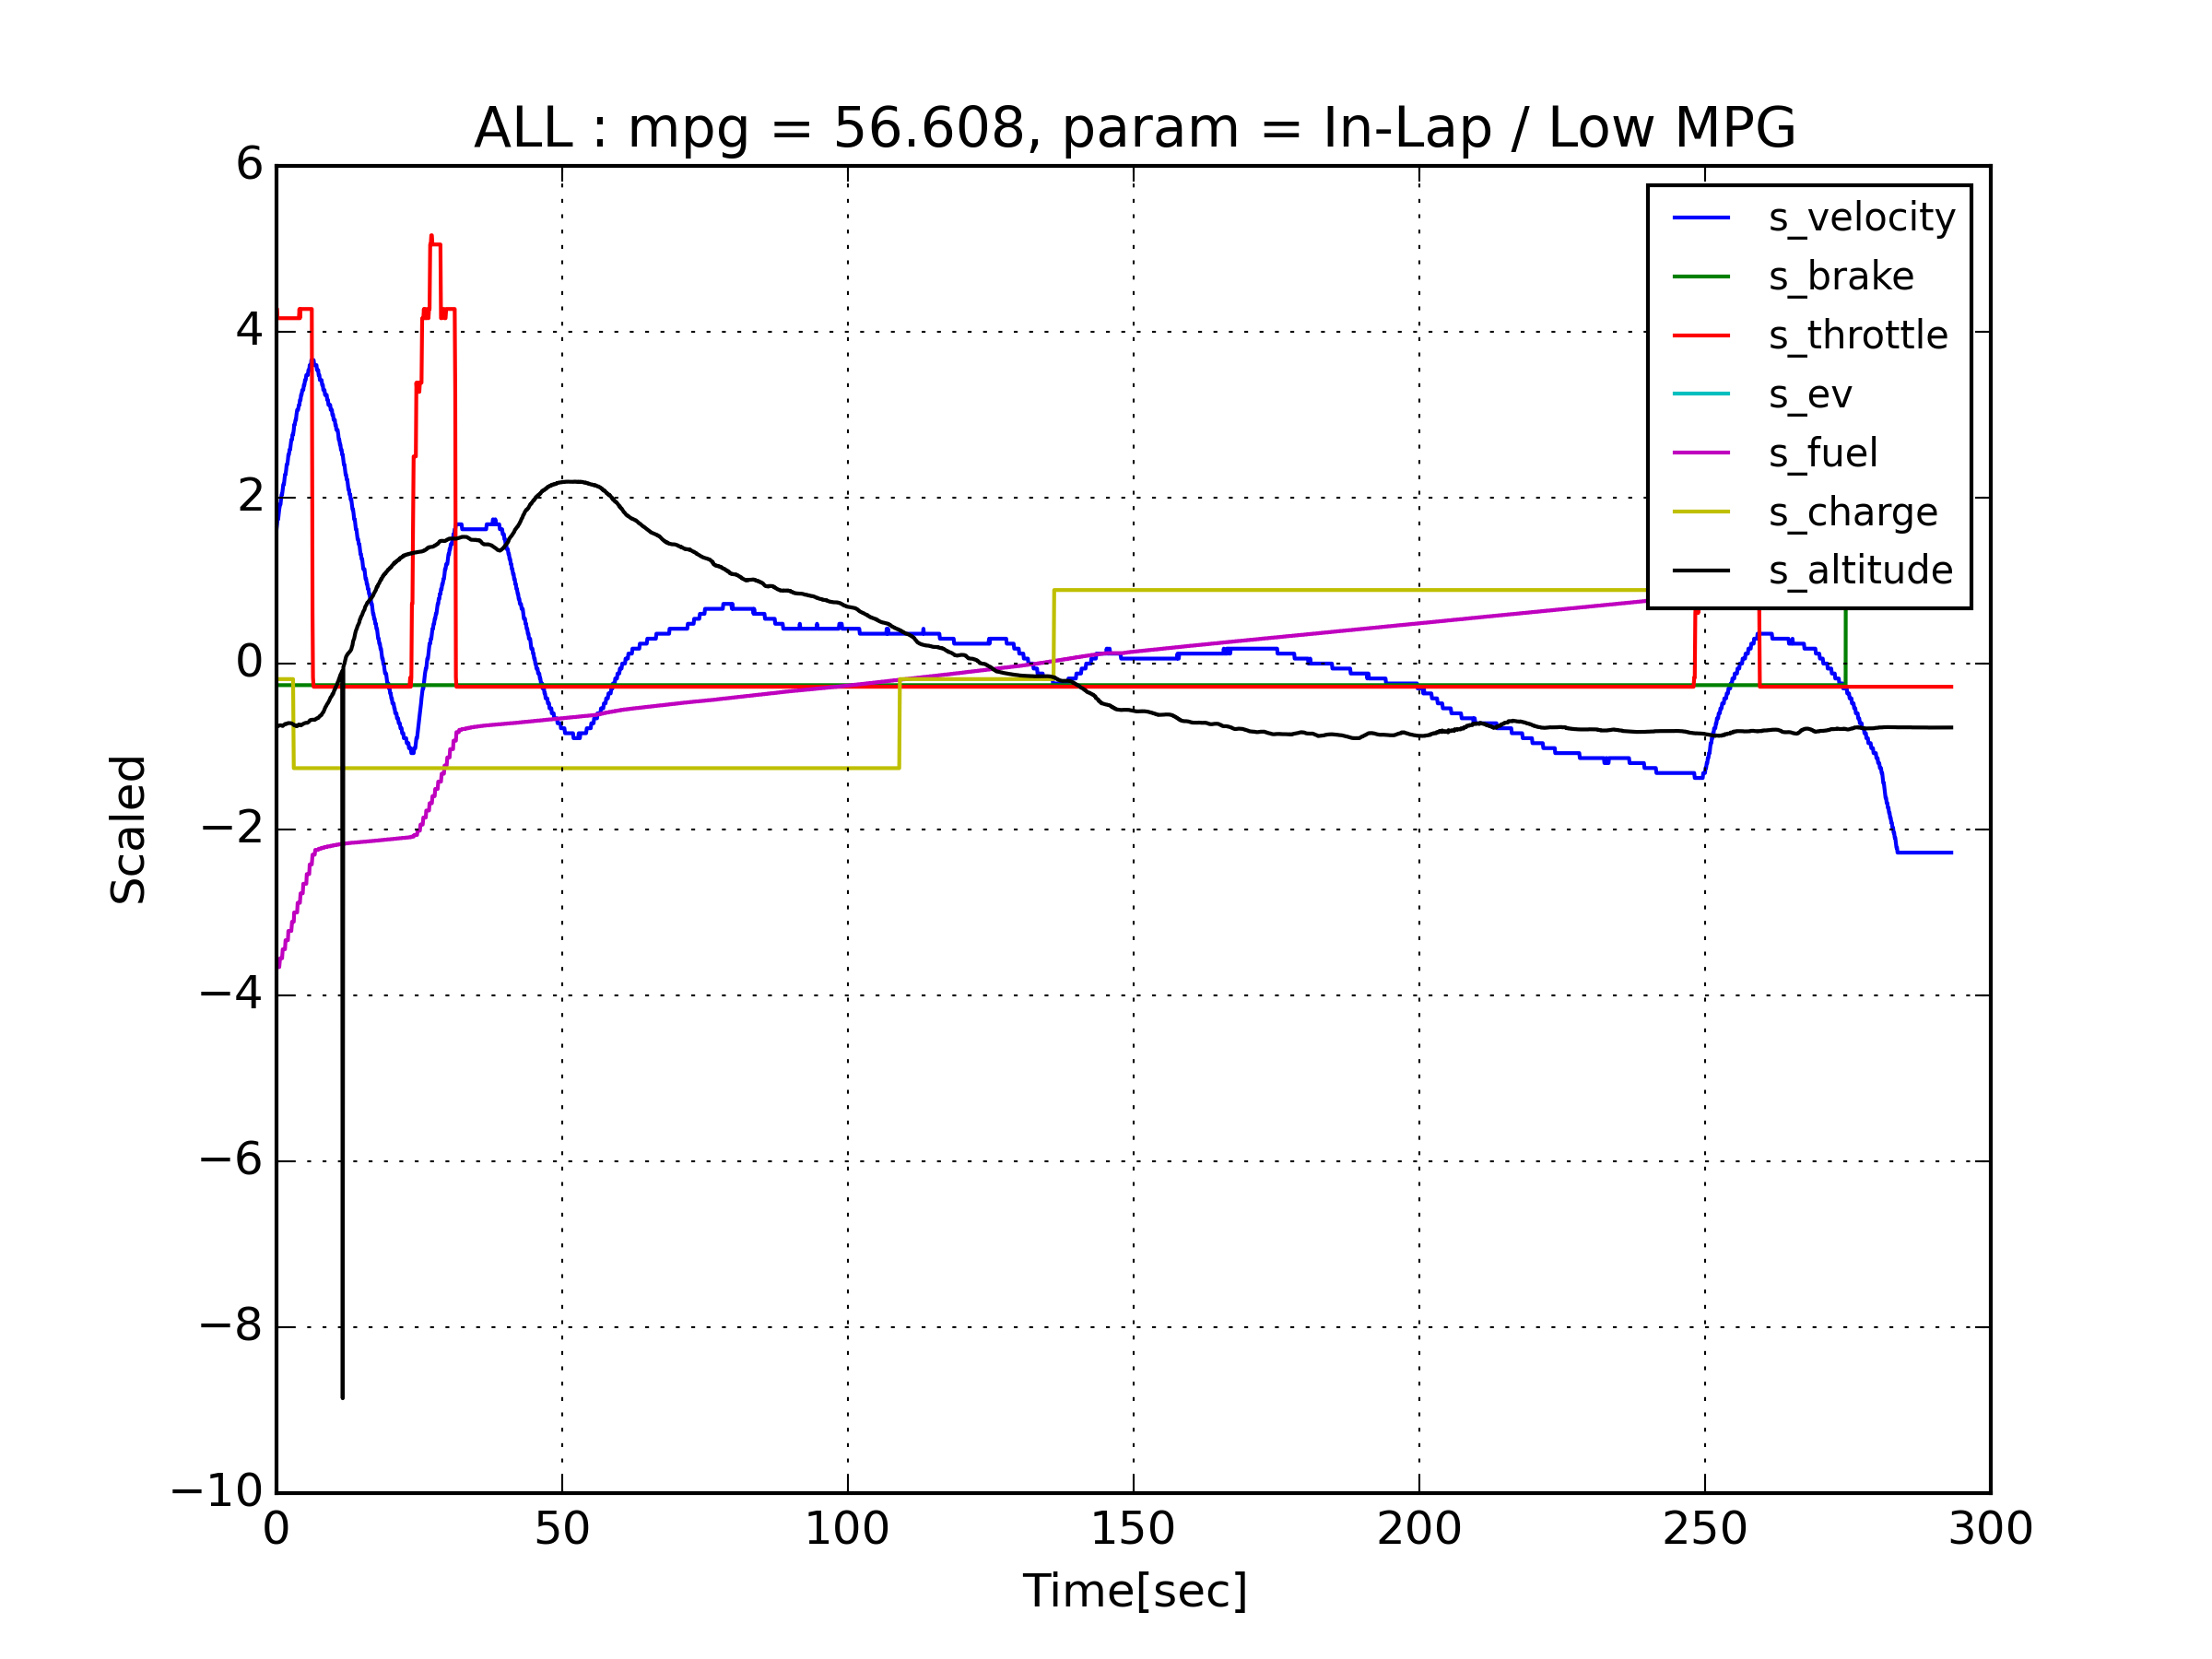 ALL : mpg = 56.608, param = In-Lap / Low MPG
6
4
2
0
−2
−4
−6
−8
−10
Scaled
s_velocity
s_brake
s_throttle
s_ev
s_fuel
s_charge
s_altitude
0 50 100 150 200 250 300
Time[sec]